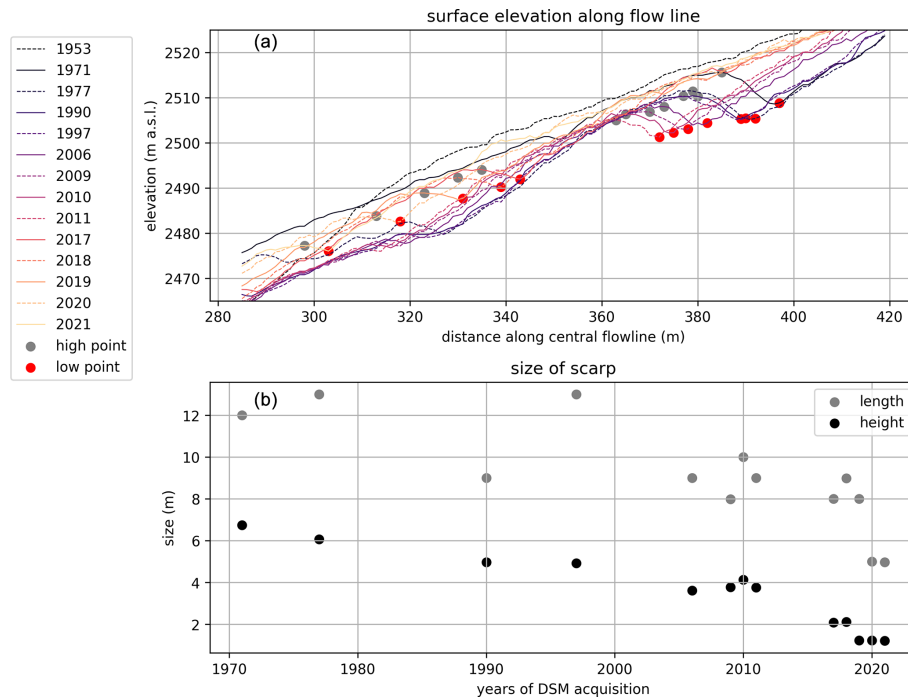 surface elevation along flow line
(a)
1953
1971
1977
1990
1997
2006
2009
2010
2011
2017
2018
2019
2020
2021
high point
low point
elevation (m a.s.l.)
2520
2510
2500
2490
2480
2470
280 300 320 340 360 380 400 420
distance along central flowline (m)
size of scarp
(b)
length
height
size (m)
12
10
8
6
4
2
1970 1980 1990 2000 2010 2020
years of DSM acquisition